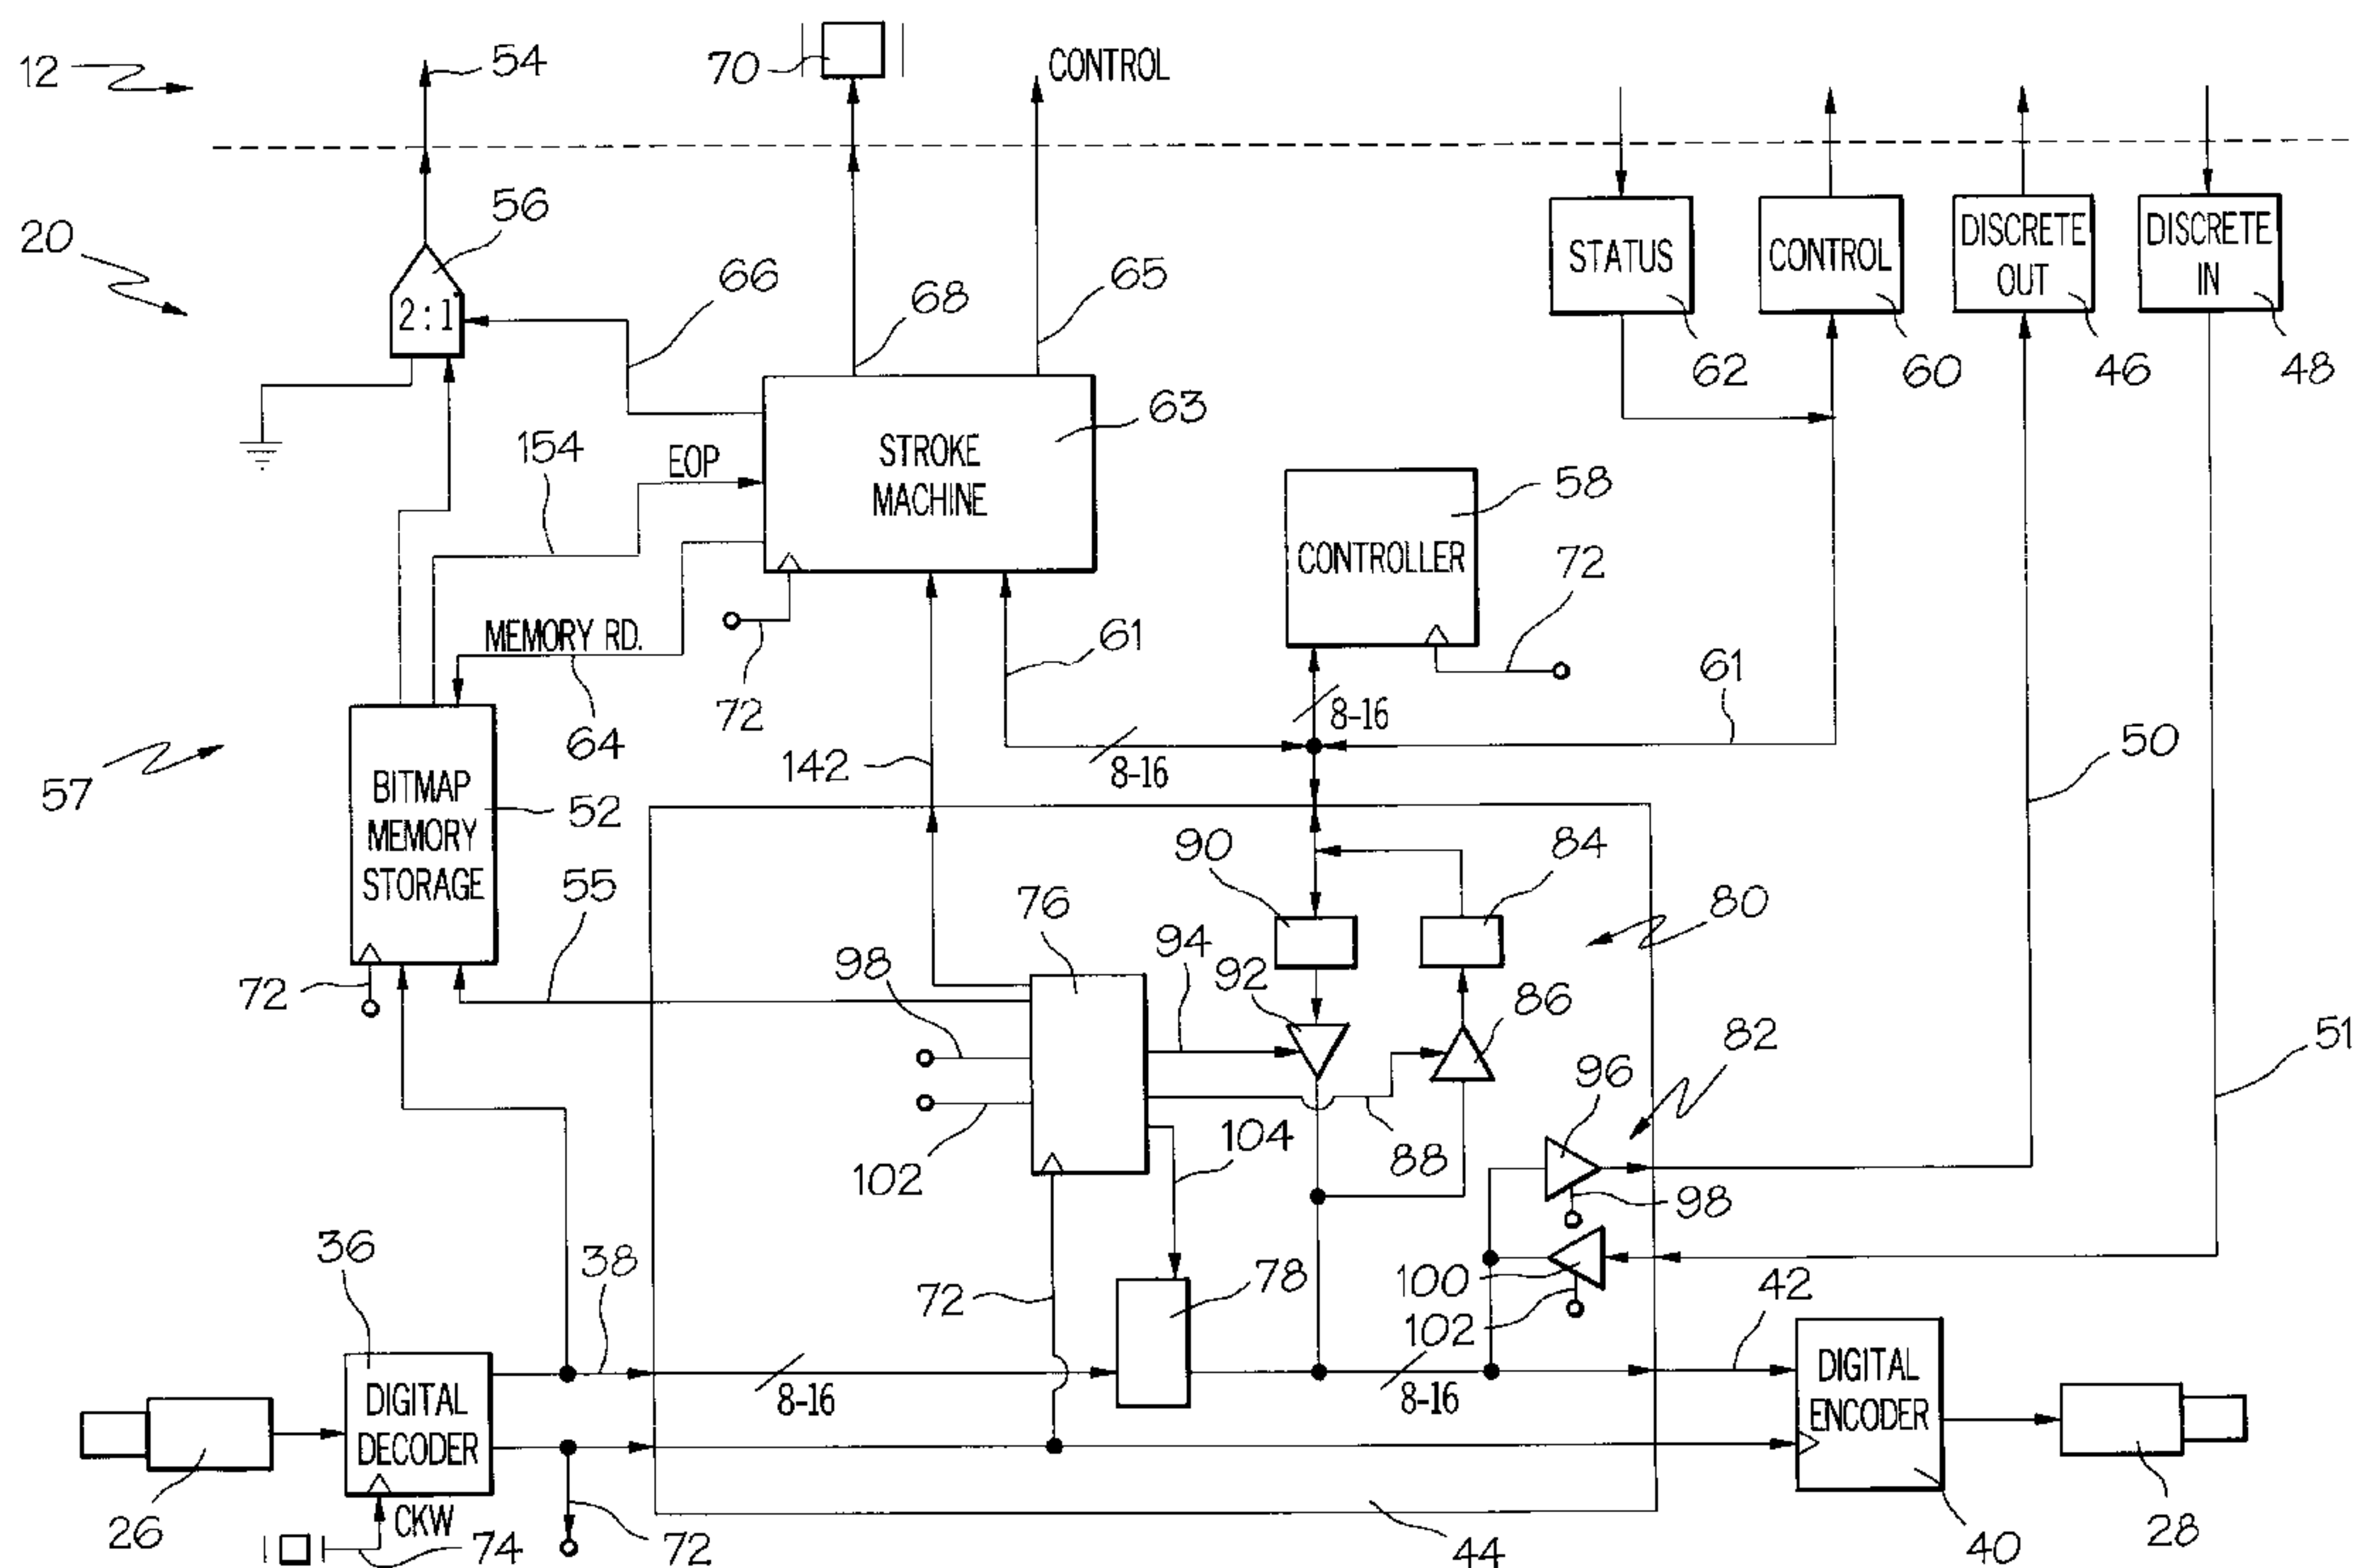 12
54
70
CONTROL
20
56
2:1
66
68
65
STATUS
62
CONTROL
60
DISCRETE
OUT
46
DISCRETE
IN
48
154
EOP
STROKE
MACHINE
63
58
CONTROLLER
72
MEMORY RD.
64
72
61
8-16
61
8-16
142
57
BITMAP
MEMORY
STORAGE
52
55
72
50
90
84
80
76
94
92
98
86
82
96
51
102
104
88
98
36
38
72
78
100
102
42
DIGITAL
DECODER
8-16
8-16
DIGITAL
ENCODER
26
CKW
74
72
44
40
28